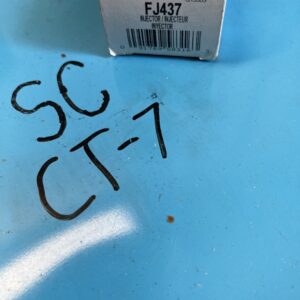 FJ437
INJECTOR / INJECTEUR
INYECTOR
SC
CT-7